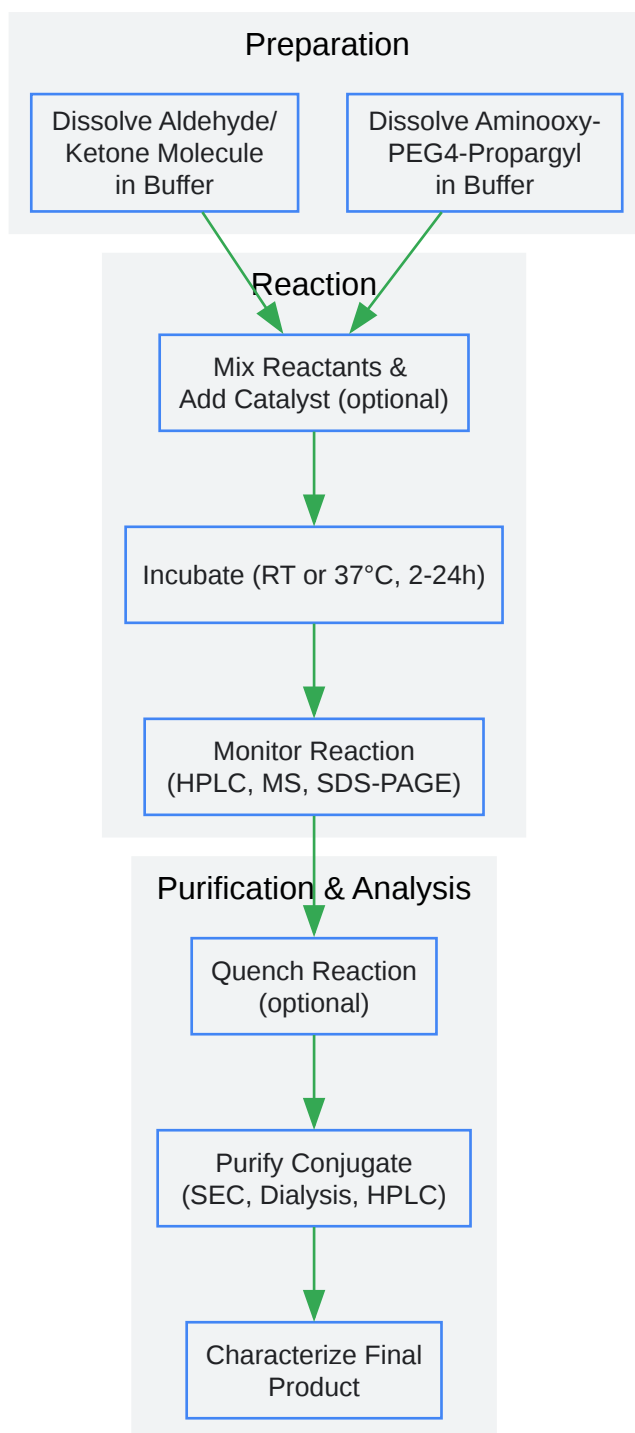 Preparation
Dissolve Aldehyde/
Ketone Molecule
in Buffer
Dissolve Aminooxy-
PEG4-Propargyl
in Buffer
Reaction
Mix Reactants &
Add Catalyst (optional)
Incubate (RT or 37°C, 2-24h)
Monitor Reaction
(HPLC, MS, SDS-PAGE)
Purification & Analysis
Quench Reaction
(optional)
Purify Conjugate
(SEC, Dialysis, HPLC)
Characterize Final
Product